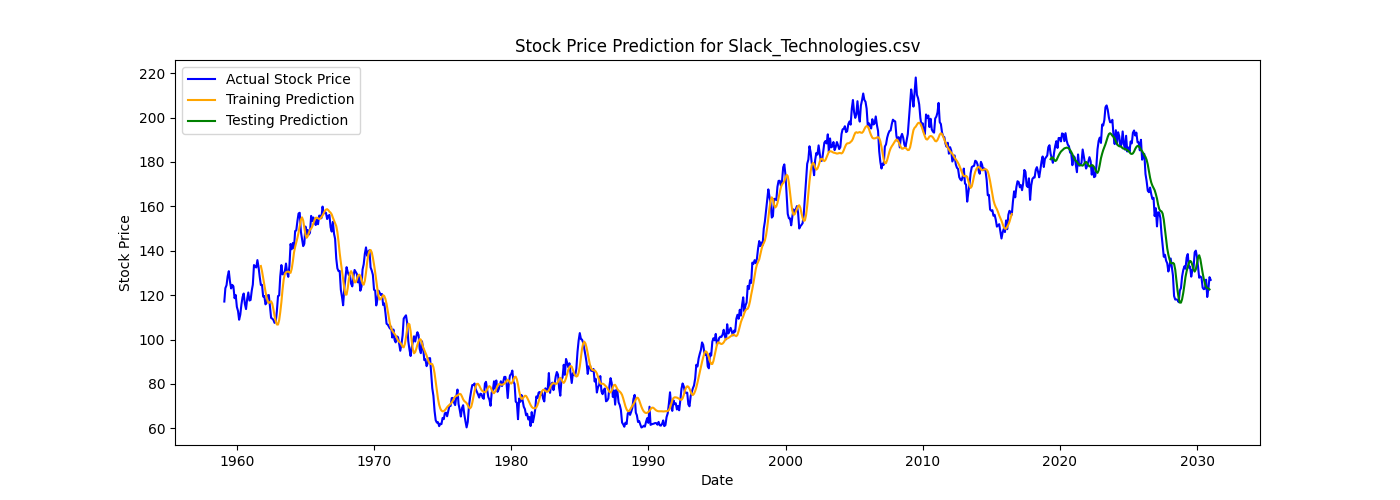 Stock Price Prediction for Slack_Technologies.csv
Actual Stock Price
Training Prediction
Testing Prediction
Stock Price
220
200
180
160
140
120
100
80
60
1960
1970
1980
1990
2000
2010
2020
2030
Date